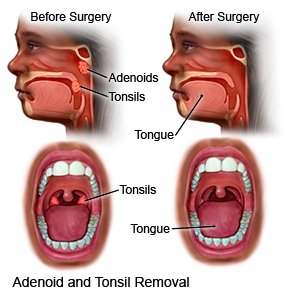 Before Surgery
After Surgery
Adenoids
Tonsils
Tongue
Tonsils
Tongue
Adenoid and Tonsil Removal